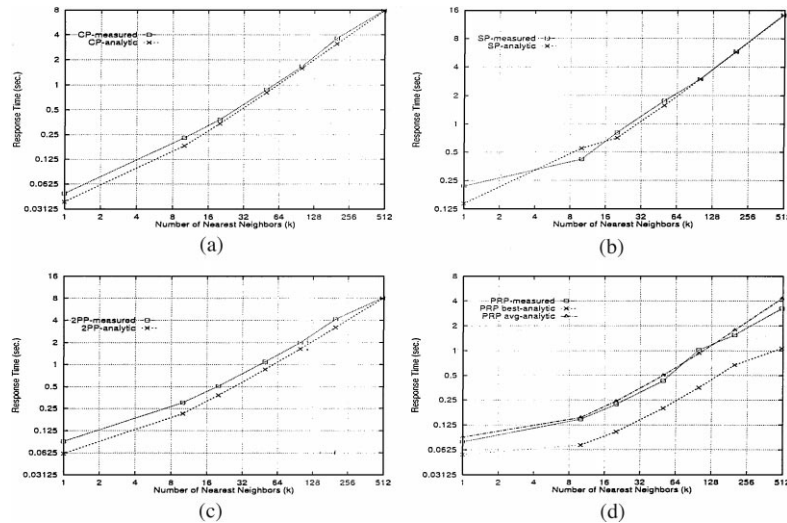 8
4
2
1
0.5
0.25
0.125
0.0625
0.03125
Response Time (sec.)
CP-measured
CP-analytic
1 2 4 8 16 32 64 128 256 512
Number of Nearest Neighbors (k)
(a)
16
8
4
2
1
0.5
0.25
0.125
Response Time (sec.)
SP-measured
SP-analytic
1 2 4 8 16 32 64 128 256 512
Number of Nearest Neighbors (k)
(b)
16
8
4
2
1
0.5
0.25
0.125
0.0625
0.03125
Response Time (sec.)
2PP-measured
2PP-analytic
1 2 4 8 16 32 64 128 256 512
Number of Nearest Neighbors (k)
(c)
8
4
2
1
0.5
0.25
0.125
0.0625
0.03125
Response Time (sec.)
PRP-measured
PRP best-analytic
PRP avg-analytic
1 2 4 8 16 32 64 128 256 512
Number of Nearest Neighbors (k)
(d)